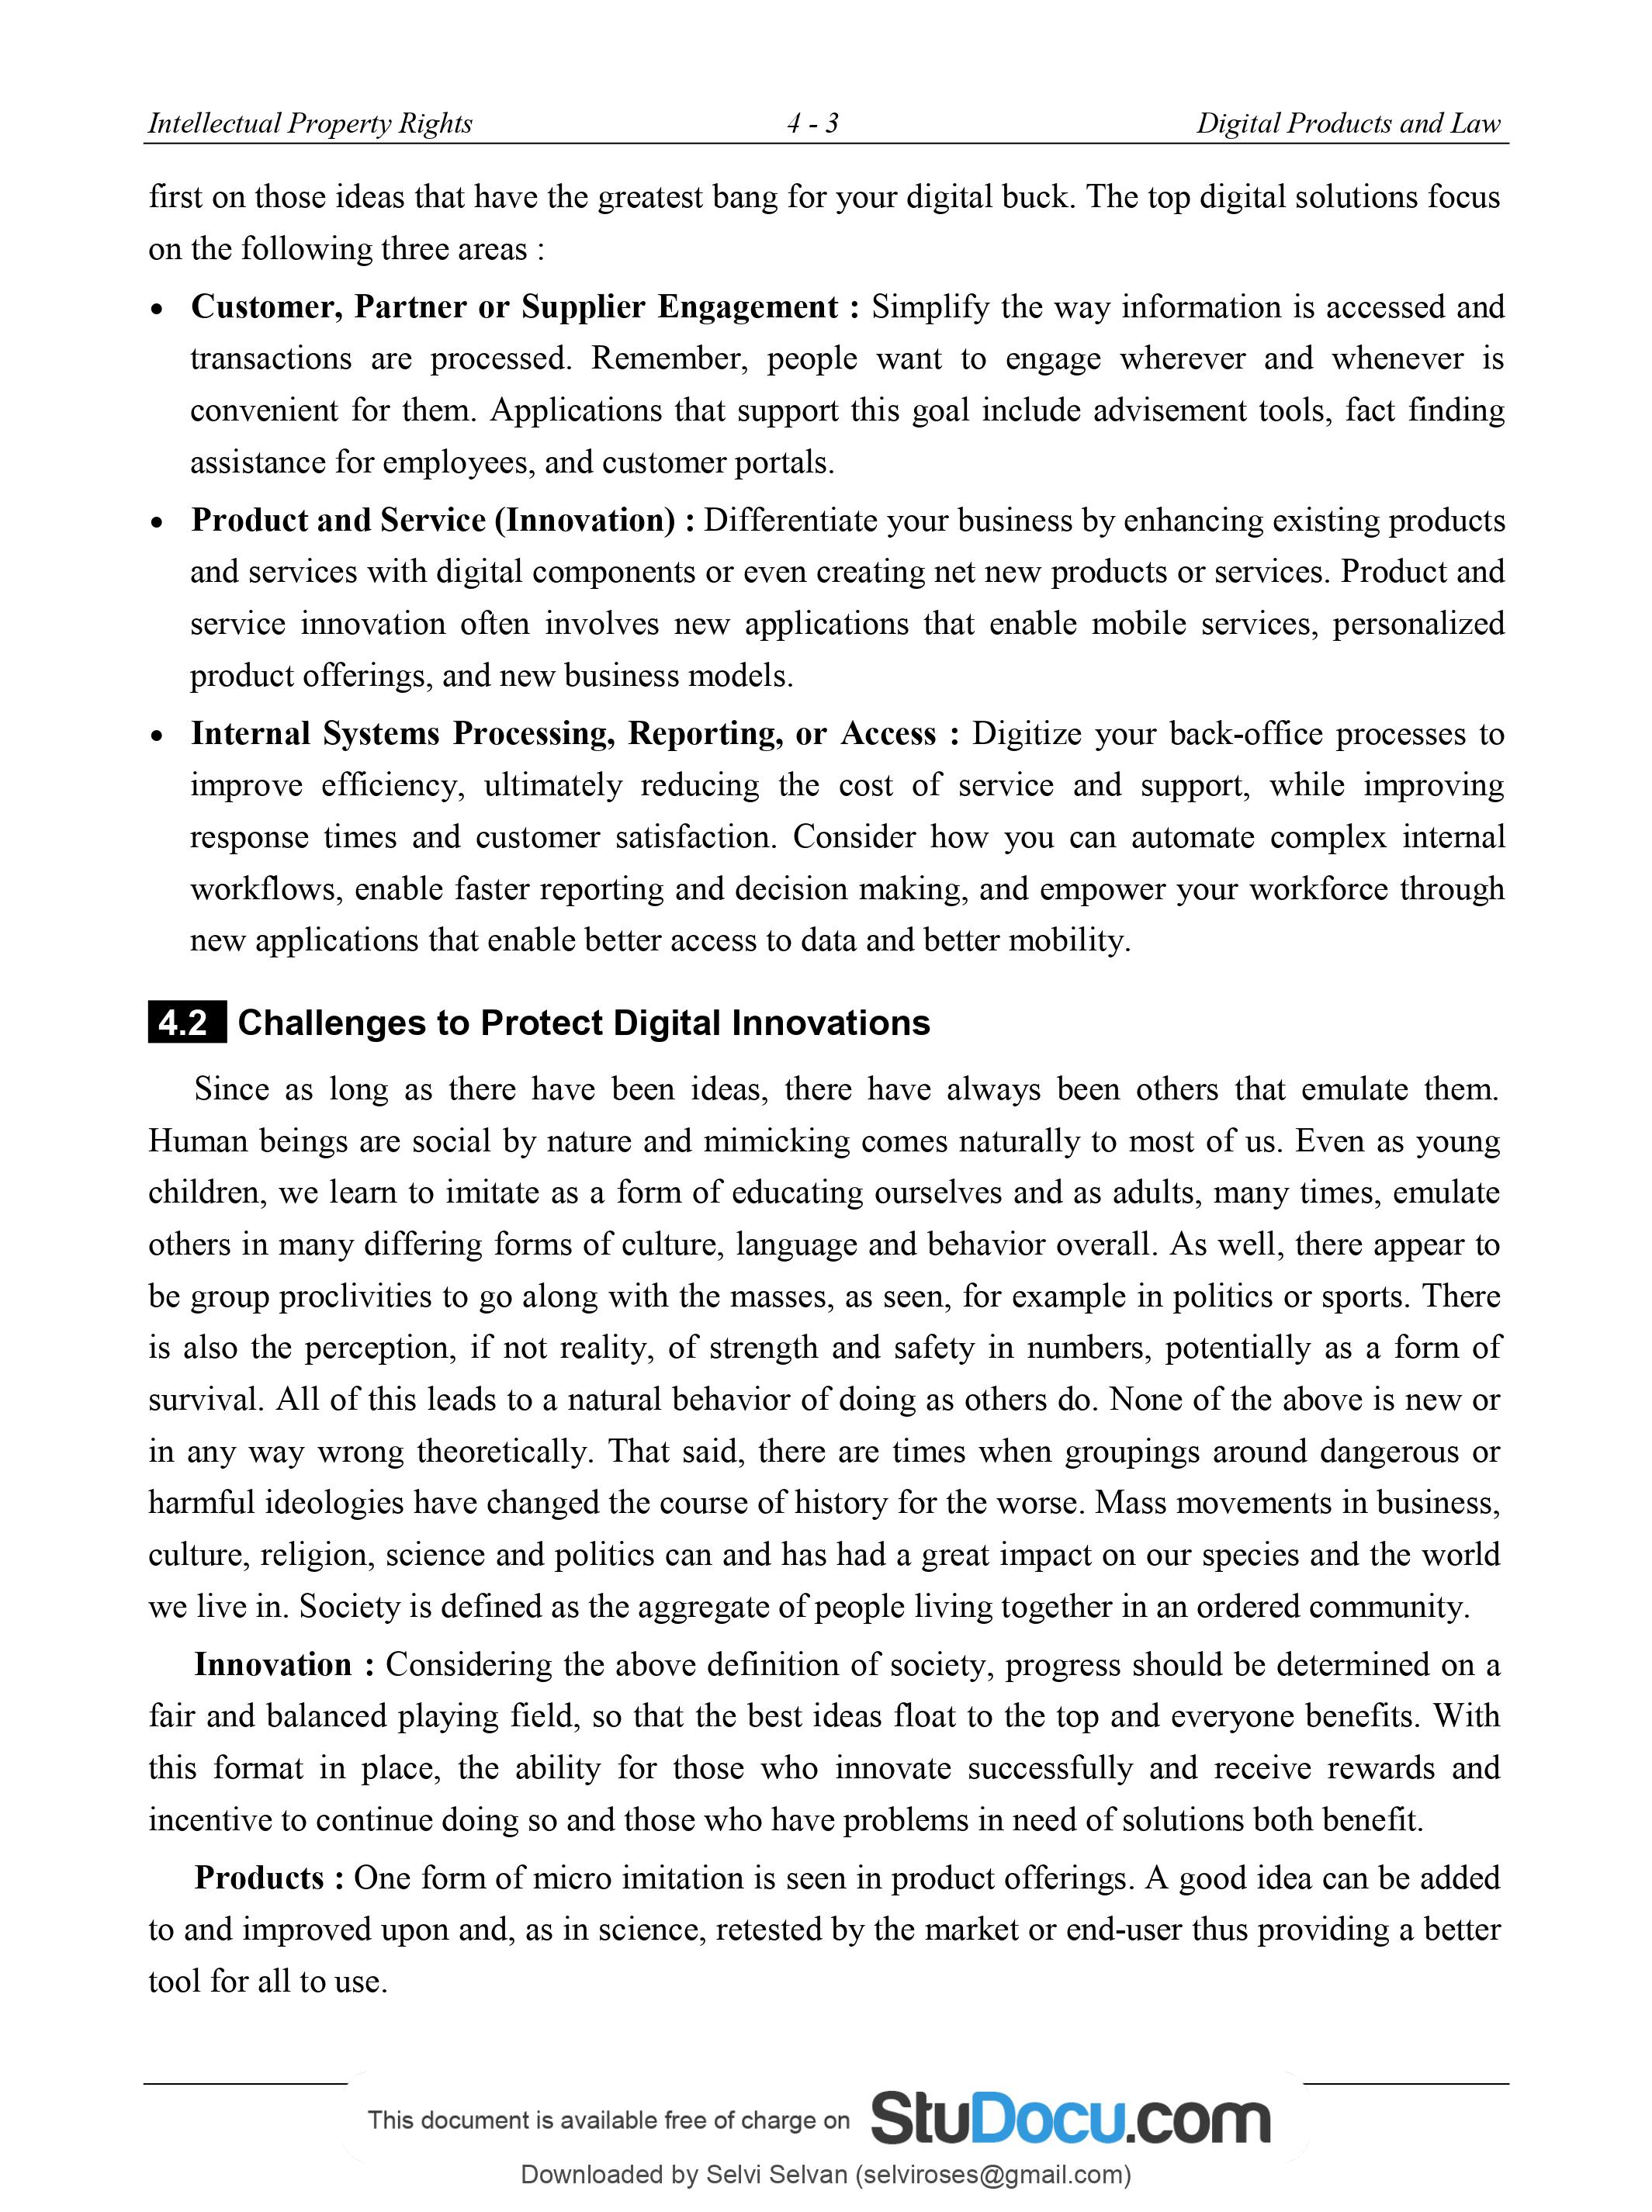 Intellectual Property Rights 4 - 3 Digital Products and Law
first on those ideas that have the greatest bang for your digital buck. The top digital solutions focus
on the following three areas :
• Customer, Partner or Supplier Engagement : Simplify the way information is accessed and
transactions are processed. Remember, people want to engage wherever and whenever is
convenient for them. Applications that support this goal include advisement tools, fact finding
assistance for employees, and customer portals.
• Product and Service (Innovation) : Differentiate your business by enhancing existing products
and services with digital components or even creating net new products or services. Product and
service innovation often involves new applications that enable mobile services, personalized
product offerings, and new business models.
• Internal Systems Processing, Reporting, or Access : Digitize your back-office processes to
improve efficiency, ultimately reducing the cost of service and support, while improving
response times and customer satisfaction. Consider how you can automate complex internal
workflows, enable faster reporting and decision making, and empower your workforce through
new applications that enable better access to data and better mobility.
4.2 Challenges to Protect Digital Innovations
Since as long as there have been ideas, there have always been others that emulate them.
Human beings are social by nature and mimicking comes naturally to most of us. Even as young
children, we learn to imitate as a form of educating ourselves and as adults, many times, emulate
others in many differing forms of culture, language and behavior overall. As well, there appear to
be group proclivities to go along with the masses, as seen, for example in politics or sports. There
is also the perception, if not reality, of strength and safety in numbers, potentially as a form of
survival. All of this leads to a natural behavior of doing as others do. None of the above is new or
in any way wrong theoretically. That said, there are times when groupings around dangerous or
harmful ideologies have changed the course of history for the worse. Mass movements in business,
culture, religion, science and politics can and has had a great impact on our species and the world
we live in. Society is defined as the aggregate of people living together in an ordered community.
Innovation : Considering the above definition of society, progress should be determined on a
fair and balanced playing field, so that the best ideas float to the top and everyone benefits. With
this format in place, the ability for those who innovate successfully and receive rewards and
incentive to continue doing so and those who have problems in need of solutions both benefit.
Products : One form of micro imitation is seen in product offerings. A good idea can be added
to and improved upon and, as in science, retested by the market or end-user thus providing a better
tool for all to use.
This document is available free of charge on StuDocu.com
Downloaded by Selvi Selvan (selviroses@gmail.com)